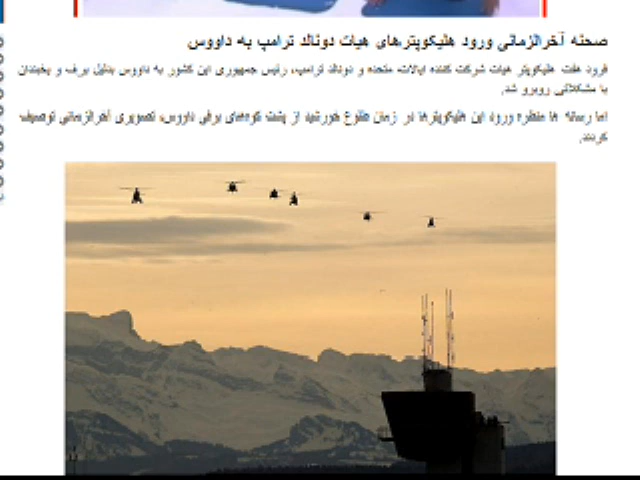 صحنه آخرالزمانی ورود هلیکوپترهای هیات دونالد ترامپ به داووس
فرود هفت هلیکوپتر هیات شرکت کننده ایالات متحده و دونالد ترامپ، رئیس جمهوری این کشور به داووس بدلیل برف و یخبندان
با مشکلاتی روبرو شد.
اما رسانه ها منظره ورود این هلیکوپترها در زمان طلوع خورشید از پشت کوه‌های برفی داووس، تصویری آخرالزمانی توصیف
کردند.